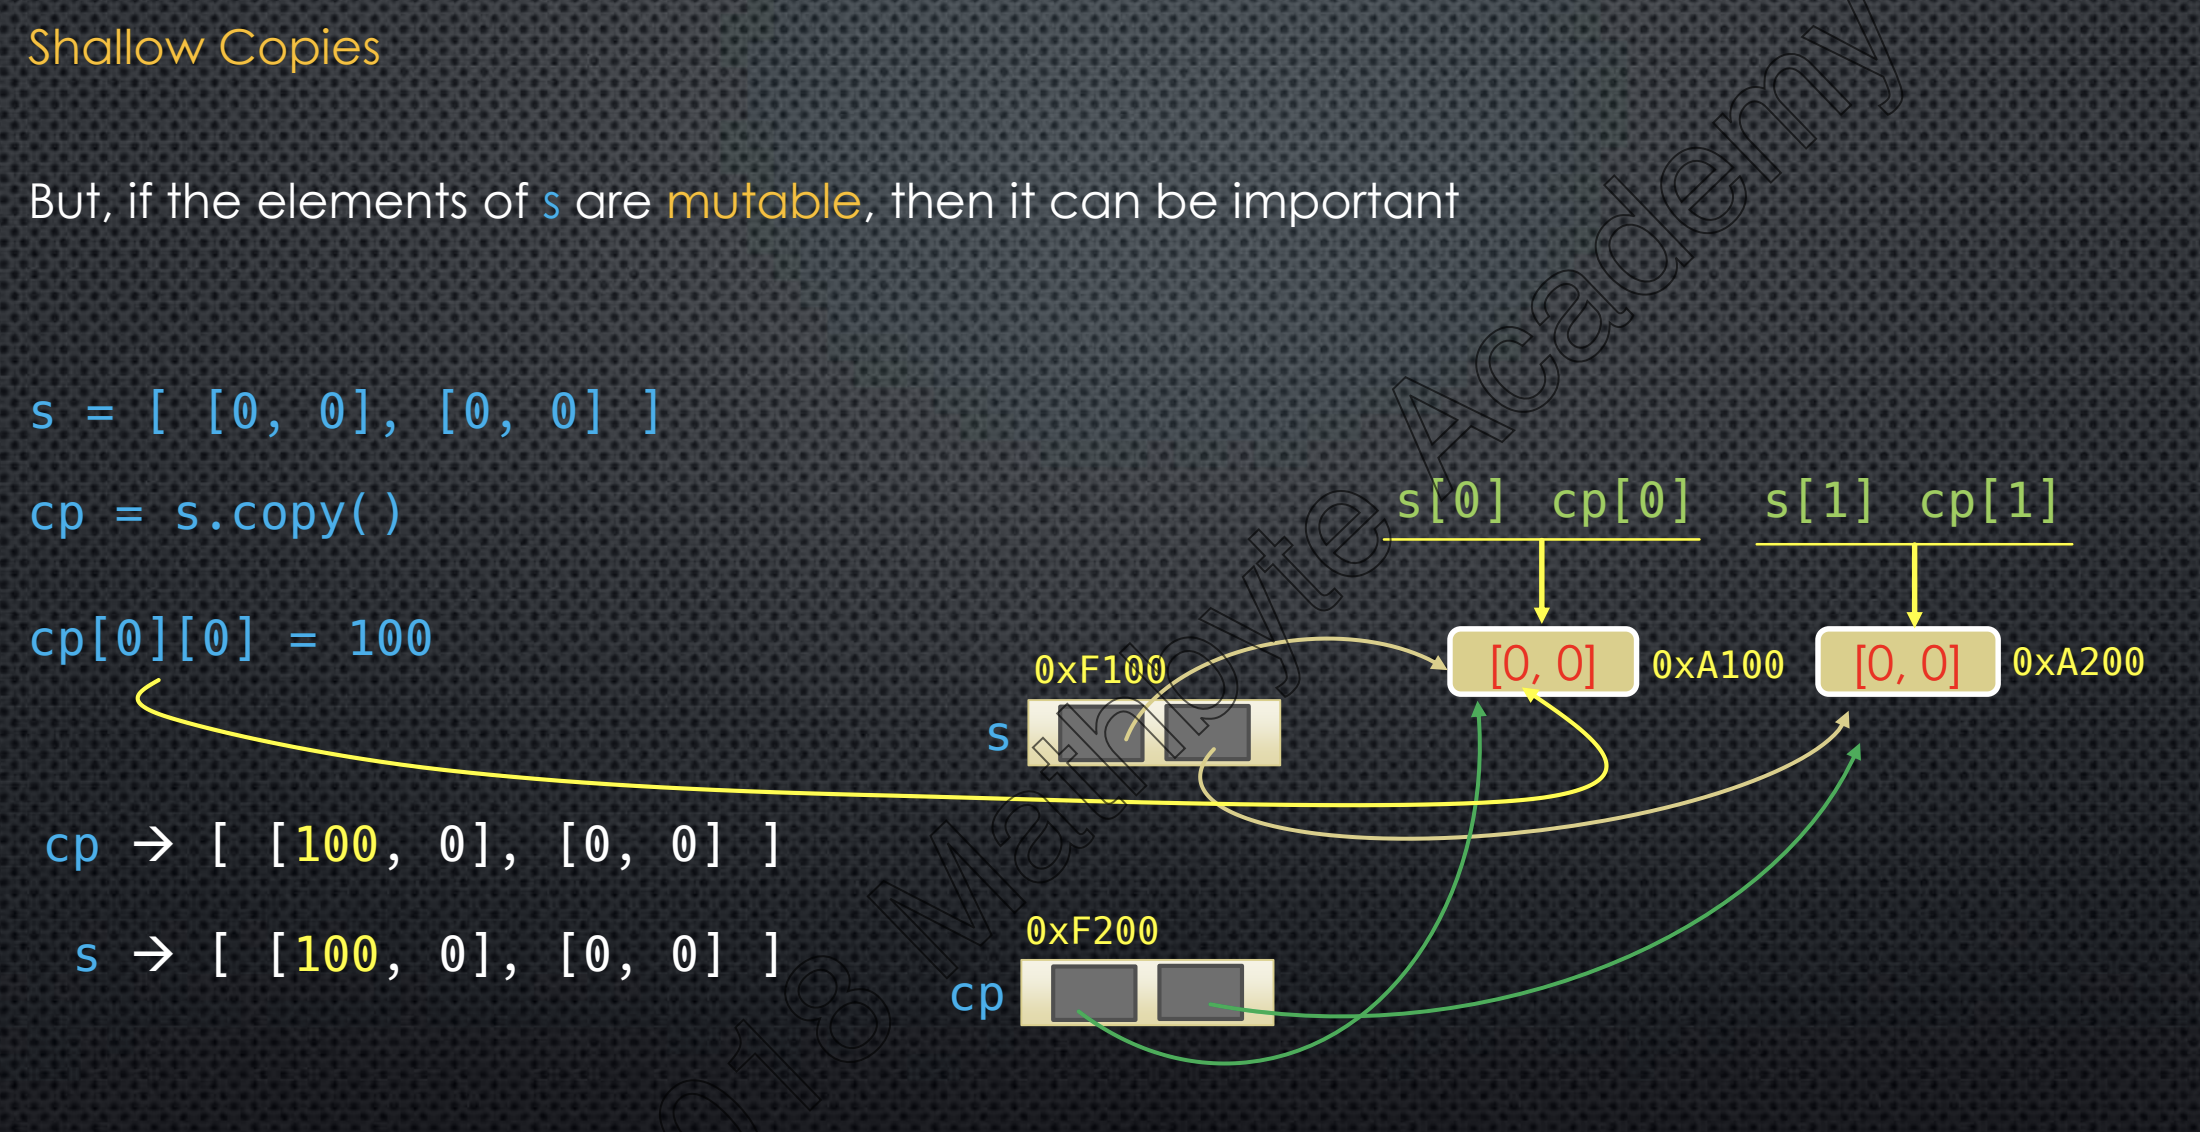 Shallow Copies
But, if the elements of s are mutable, then it can be important
s = [ [0, 0], [0, 0] ]
cp = s.copy()
cp[0][0] = 100
cp → [ [100, 0], [0, 0] ]
s → [ [100, 0], [0, 0] ]
s[0] cp[0] s[1] cp[1]
[0, 0] 0xA100 [0, 0] 0xA200
0xF100
s
0xF200
cp
MathByte Academy